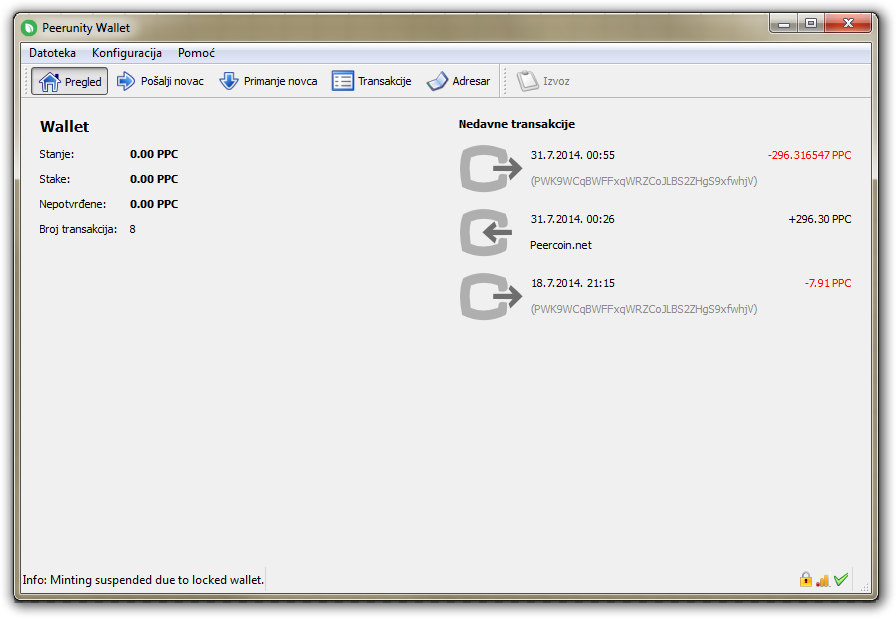 Peerunity Wallet
Datoteka Konfiguracija Pomoć
Pregled Pošalji novac Primanje novca Transakcije Adresar Izvoz
Wallet
Stanje: 0.00 PPC
Stake: 0.00 PPC
Nepotvrđene: 0.00 PPC
Broj transakcija: 8
Nedavne transakcije
31.7.2014. 00:55 -296.316547 PPC
(PWK9WCqBWFFxqWRZCoJLBS2ZHgS9xfwhjV)
31.7.2014. 00:26 +296.30 PPC
Peercoin.net
18.7.2014. 21:15 -7.91 PPC
(PWK9WCqBWFFxqWRZCoJLBS2ZHgS9xfwhjV)
Info: Minting suspended due to locked wallet.